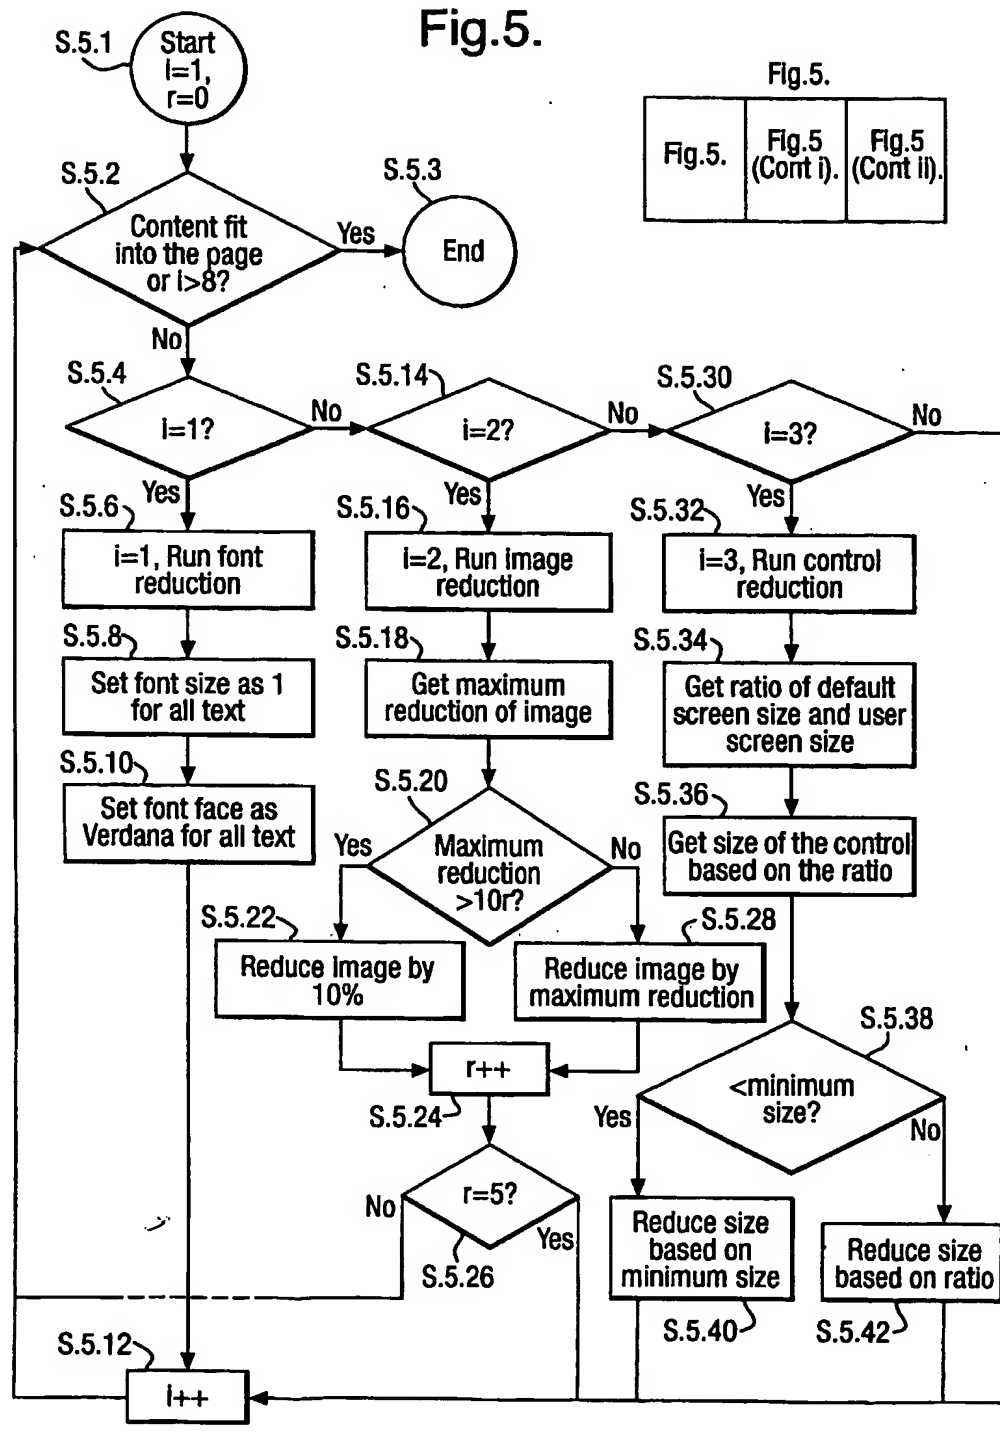 Fig.5.
S.5.1
Start
i=1,
r=0
Fig.5.
Fig.5.
Fig.5
(Cont i).
Fig.5
(Cont ii).
S.5.2
Content fit
into the page
or i>8?
Yes
S.5.3
End
No
S.5.4
i=1?
No
S.5.14
i=2?
No
S.5.30
i=3?
No
Yes
Yes
Yes
S.5.6
i=1, Run font
reduction
S.5.16
i=2, Run image
reduction
S.5.32
i=3, Run control
reduction
S.5.8
Set font size as 1
for all text
S.5.18
Get maximum
reduction of image
S.5.34
Get ratio of default
screen size and user
screen size
S.5.10
Set font face as
Verdana for all text
S.5.20
Maximum
reduction
>10r?
Yes
No
S.5.36
Get size of the control
based on the ratio
S.5.22
Reduce image by
10%
S.5.28
Reduce image by
maximum reduction
r++
S.5.24
S.5.38
<minimum
size?
Yes
No
r=5?
No
Yes
S.5.26
Reduce size
based on
minimum size
S.5.40
Reduce size
based on ratio
S.5.42
S.5.12
i++